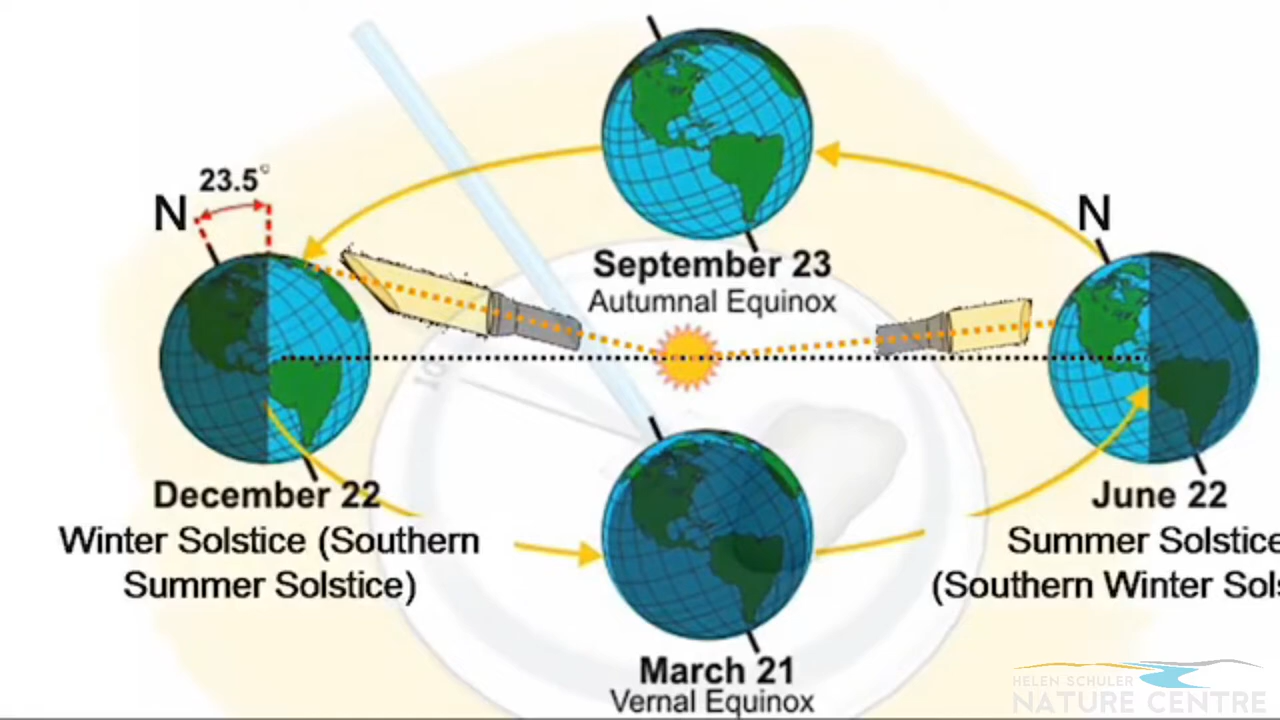 23.5°
N
N
September 23
Autumnal Equinox
10
December 22
Winter Solstice (Southern
Summer Solstice)
June 22
Summer Solstice
(Southern Winter Sols
March 21
Vernal Equinox
HELEN SCHULER
NATURE CENTRE